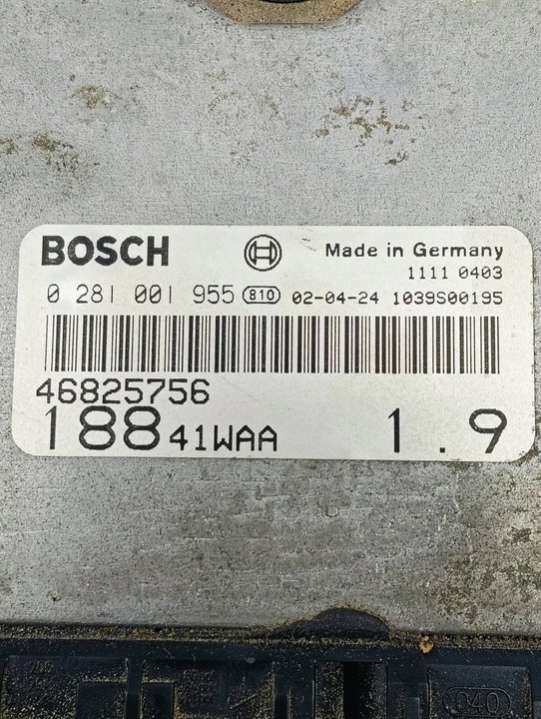 BOSCH Made in Germany
1111 0403
0 281 001 955 810 02-04-24 1039S00195
46825756
188 41WAA 1.9
040